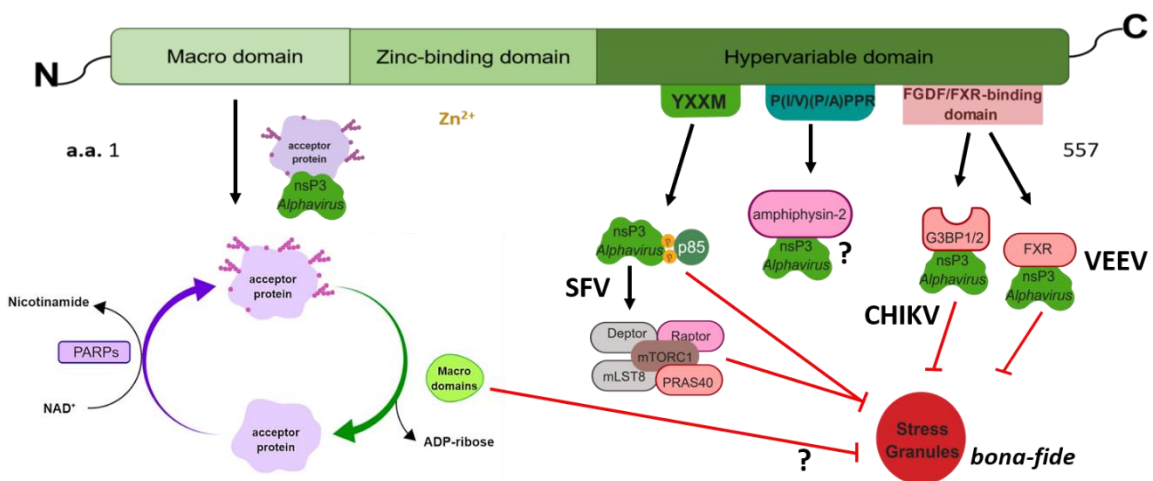 N
Macro domain
Zinc-binding domain
Hypervariable domain
C
YXXM
P(I/V)(P/A)PPR
FGDF/FXR-binding
domain
a.a. 1
Zn²⁺
557
acceptor
protein
nsP3
Alphavirus
nsP3
Alphavirus
P
P
p85
SFV
amphiphysin-2
nsP3
Alphavirus
?
G3BP1/2
nsP3
Alphavirus
CHIKV
FXR
nsP3
Alphavirus
VEEV
Deptor
Raptor
mTORC1
mLST8
PRAS40
acceptor
protein
Nicotinamide
PARPs
NAD⁺
Macro
domains
acceptor
protein
ADP-ribose
?
Stress
Granules
bona-fide